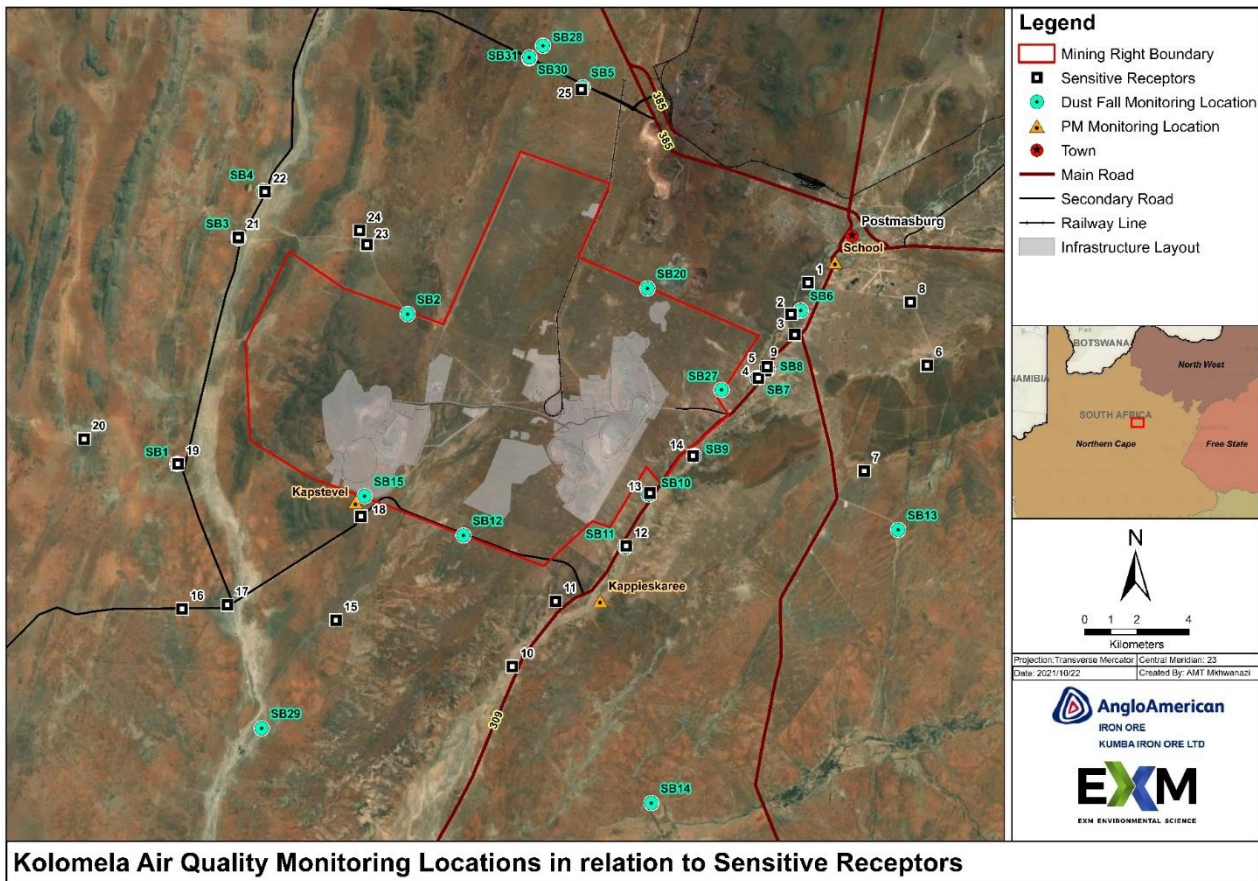 SB28
SB31
SB30
SB5
25
385
385
SB4
22
SB3
21
24
23
Postmasburg
School
SB20
1
SB2
2
SB6
8
3
5
9
SB8
6
4
SB7
SB27
20
14
SB9
SB1
19
7
Kapstevel
SB15
13
SB10
18
SB12
SB11
12
SB13
16
17
15
11
Kappieskaree
10
309
SB29
SB14
Legend
Mining Right Boundary
Sensitive Receptors
Dust Fall Monitoring Location
PM Monitoring Location
Town
Main Road
Secondary Road
Railway Line
Infrastructure Layout
BOTSWANA
NAMIBIA
North West
SOUTH AFRICA
Northern Cape
Free State
N
0 1 2 4
Kilometers
Projection:Transverse Mercator Central Meridian: 23
Date: 2021/10/22 Created By: AMT Mkhwanazi
AngloAmerican
IRON ORE
KUMBA IRON ORE LTD
EXM
EXM ENVIRONMENTAL SCIENCE
Kolomela Air Quality Monitoring Locations in relation to Sensitive Receptors